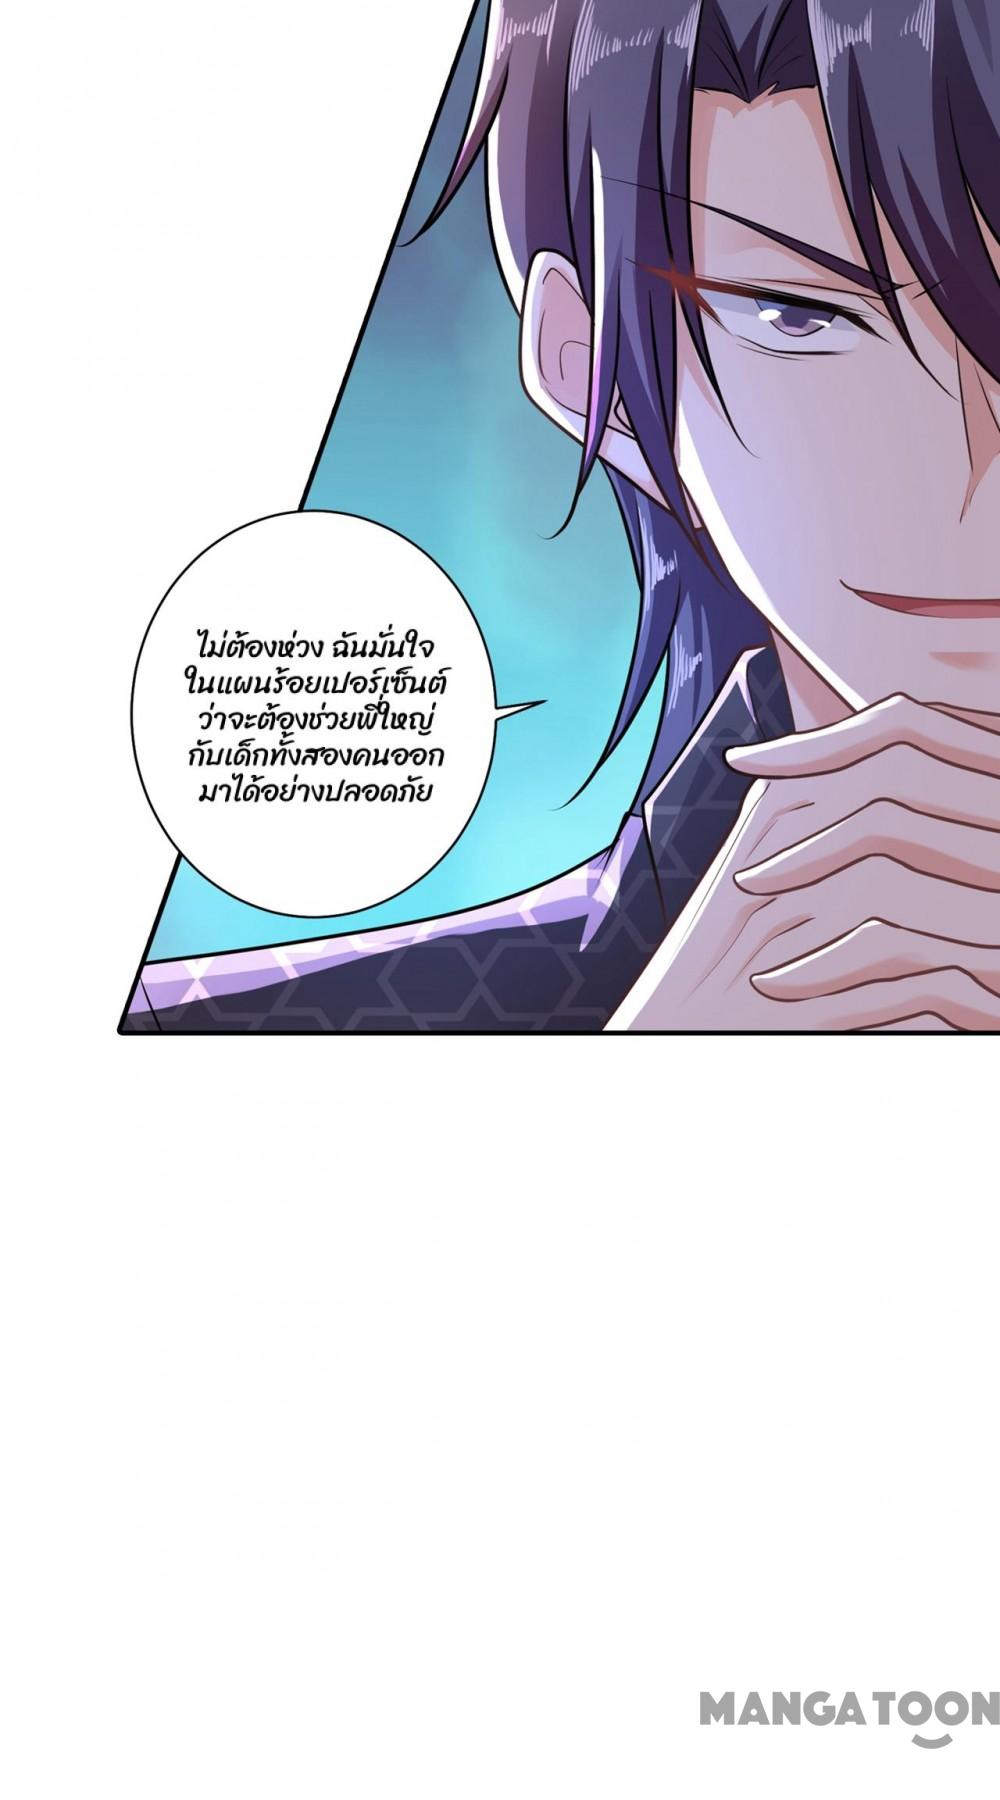 ไม่ต้องห่วง ฉันมั่นใจ
ในแผนร้อยเปอร์เซ็นต์
ว่าจะต้องช่วยพี่ใหญ่
กับเด็กทั้งสองคนออก
มาได้อย่างปลอดภัย
MANGATOON